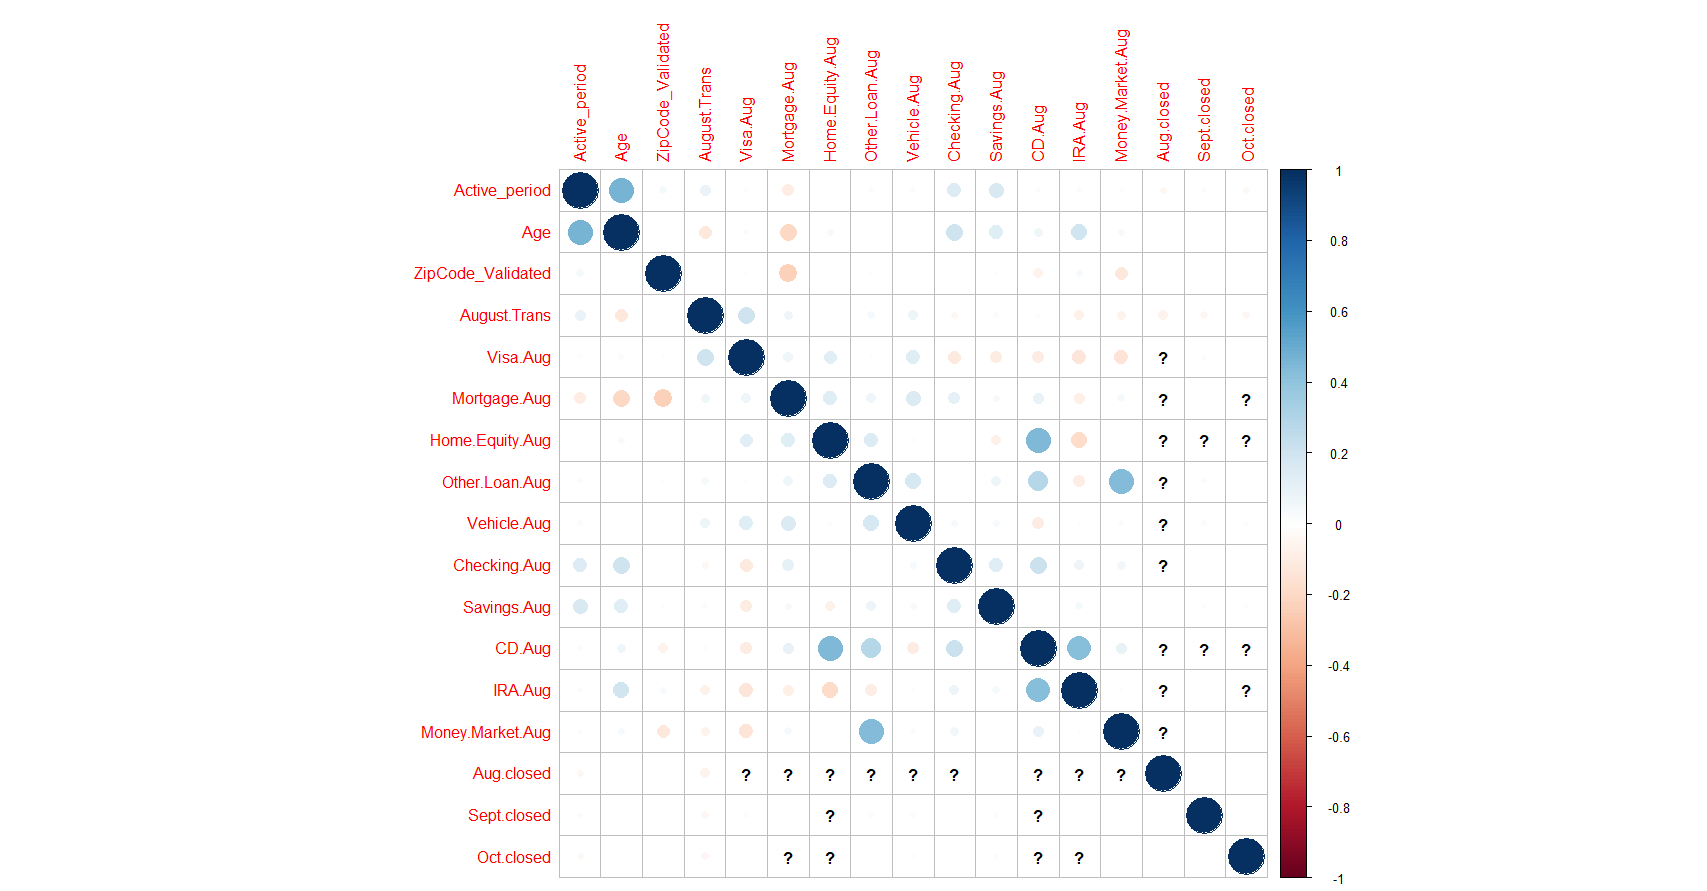 Active_period
Age
ZipCode_Validated
August.Trans
Visa.Aug
Mortgage.Aug
Home.Equity.Aug
Other.Loan.Aug
Vehicle.Aug
Checking.Aug
Savings.Aug
CD.Aug
IRA.Aug
Money.Market.Aug
Aug.closed
Sept.closed
Oct.closed
Active_period
Age
ZipCode_Validated
August.Trans
Visa.Aug ?
Mortgage.Aug ? ?
Home.Equity.Aug ? ? ?
Other.Loan.Aug ?
Vehicle.Aug ?
Checking.Aug ?
Savings.Aug
CD.Aug ? ? ?
IRA.Aug ? ?
Money.Market.Aug ?
Aug.closed ? ? ? ? ? ? ? ? ?
Sept.closed ? ?
Oct.closed ? ? ? ?
1
0.8
0.6
0.4
0.2
0
-0.2
-0.4
-0.6
-0.8
-1